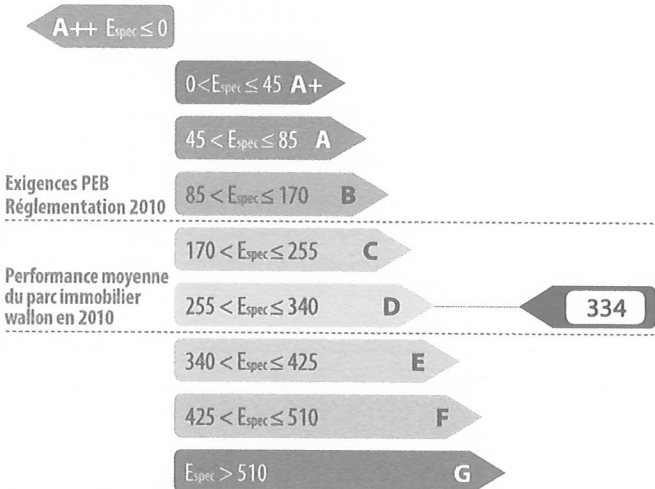 A++ Espec ≤ 0
0 < Espec ≤ 45 A+
45 < Espec ≤ 85 A
Exigences PEB
Réglementation 2010
85 < Espec ≤ 170 B
170 < Espec ≤ 255 C
Performance moyenne
du parc immobilier
wallon en 2010
255 < Espec ≤ 340 D
334
340 < Espec ≤ 425 E
425 < Espec ≤ 510 F
Espec > 510 G